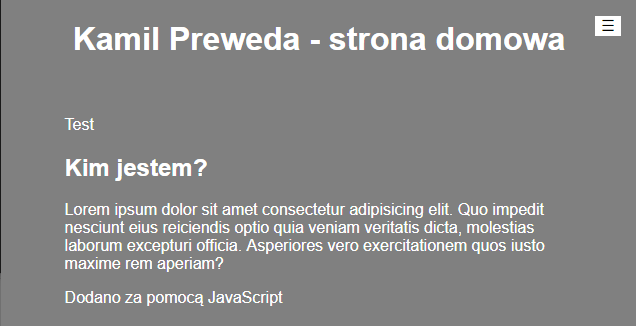 Kamil Preweda - strona domowa
☰
Test
Kim jestem?
Lorem ipsum dolor sit amet consectetur adipisicing elit. Quo impedit
nesciunt eius reiciendis optio quia veniam veritatis dicta, molestias
laborum excepturi officia. Asperiores vero exercitationem quos iusto
maxime rem aperiam?
Dodano za pomocą JavaScript